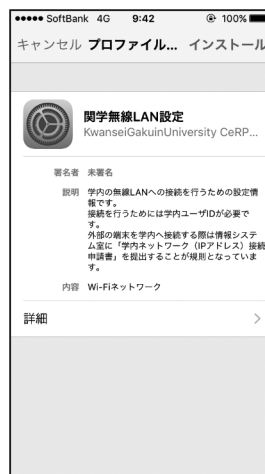 ●●●●● SoftBank 4G 9:42 100%
キャンセル プロファイル... インストール
関学無線LAN設定
KwanseiGakuinUniversity CeRP...
署名者 未署名
説明 学内の無線LANへの接続を行うための設定情
報です。
接続を行うためには学内ユーザIDが必要で
す。
外部の端末を学内へ接続する際は情報システ
ム室に「学内ネットワーク（IPアドレス）接続
申請書」を提出することが規則となっていま
す。
内容 Wi-Fiネットワーク
詳細